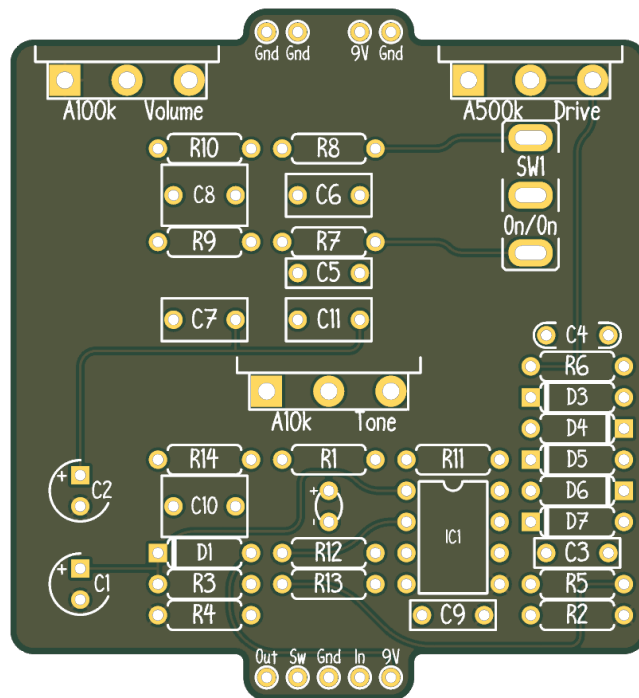 Gnd Gnd 9V Gnd
A100k Volume A500k Drive
R10 R8
SW1
C8 C6
On/On
R9 R7
C5
C7 C11
C4
R6
D3
A10k Tone
D4
R14 R1 R11 D5
+ C2 + D6
C10
- D7
IC1
D1 R12 C3
+ C1 R3 R13 R5
R4 C9 R2
Out Sw Gnd In 9V